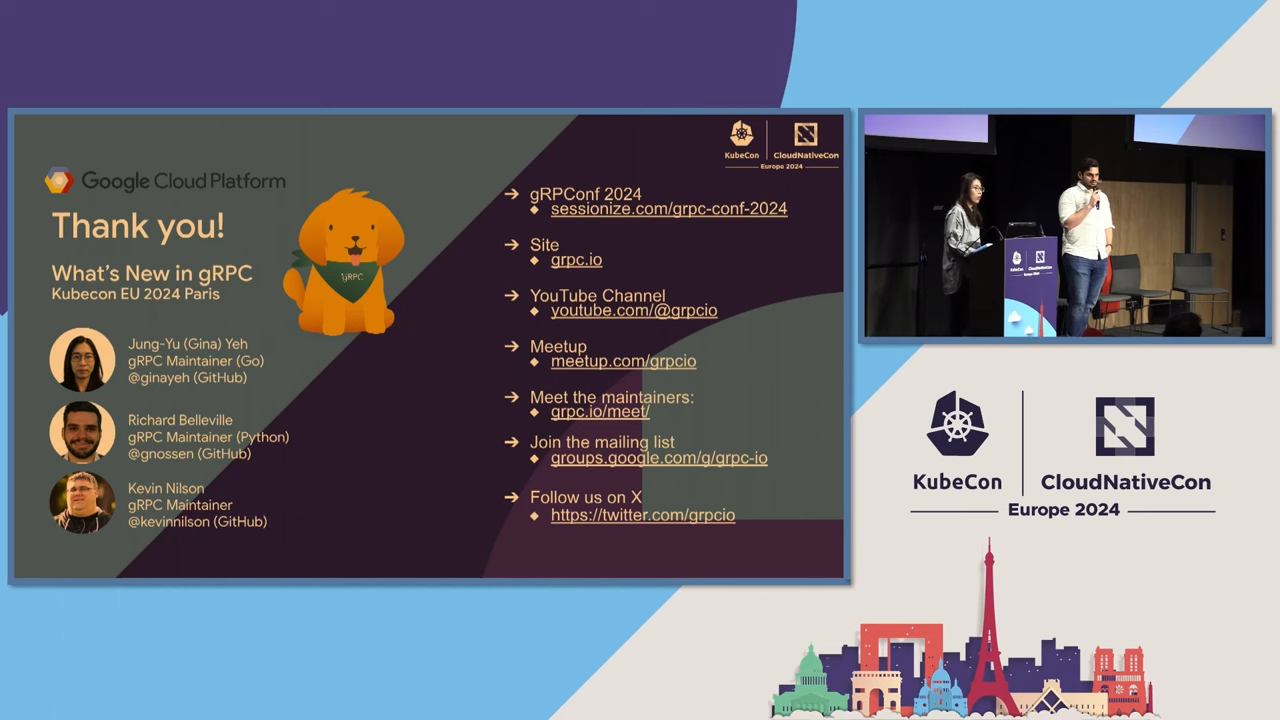 Google Cloud Platform
Thank you!
What's New in gRPC
Kubecon EU 2024 Paris
gRPC
Jung-Yu (Gina) Yeh
gRPC Maintainer (Go)
@ginayeh (GitHub)
Richard Belleville
gRPC Maintainer (Python)
@gnossen (GitHub)
Kevin Nilson
gRPC Maintainer
@kevinnilson (GitHub)
KubeCon
CloudNativeCon
Europe 2024
→ gRPConf 2024
◆ sessionize.com/grpc-conf-2024
→ Site
◆ grpc.io
→ YouTube Channel
◆ youtube.com/@grpcio
→ Meetup
◆ meetup.com/grpcio
→ Meet the maintainers:
◆ grpc.io/meet/
→ Join the mailing list
◆ groups.google.com/g/grpc-io
→ Follow us on X
◆ https://twitter.com/grpcio
KubeCon
CloudNativeCon
Europe 2024
KubeCon
CloudNativeCon
Europe 2024